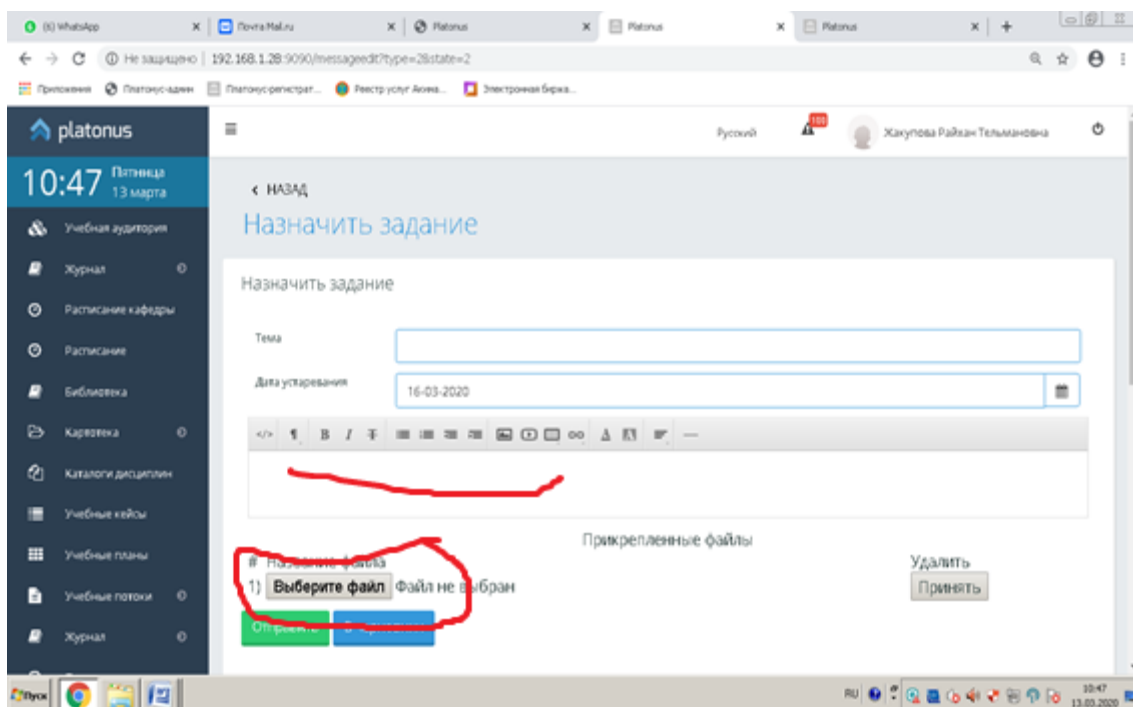 (6) WhatsApp
Почта Mail.ru
Platonus
Platonus
Platonus
Не защищено | 192.168.1.28:9090/messageedit?type=2&state=2
Приложения
Платонус-админ
Платонус-регистрат...
Реестр услуг Акима...
Электронная биржа...
platonus
Русский
100
Жакупова Райхан Тельмановна
10:47
Пятница
13 марта
НАЗАД
Назначить задание
Учебная аудитория
Журнал
Назначить задание
Расписание кафедры
Тема
Расписание
Дата устаревания
16-03-2020
Библиотека
Картотека
Каталоги дисциплин
Учебные кейсы
Прикрепленные файлы
Учебные планы
# Название файла
Удалить
1) Выберите файл Файл не выбран
Принять
Учебные потоки
Отправить
В черновики
Журнал
Пуск
RU
10:47
13.03.2020